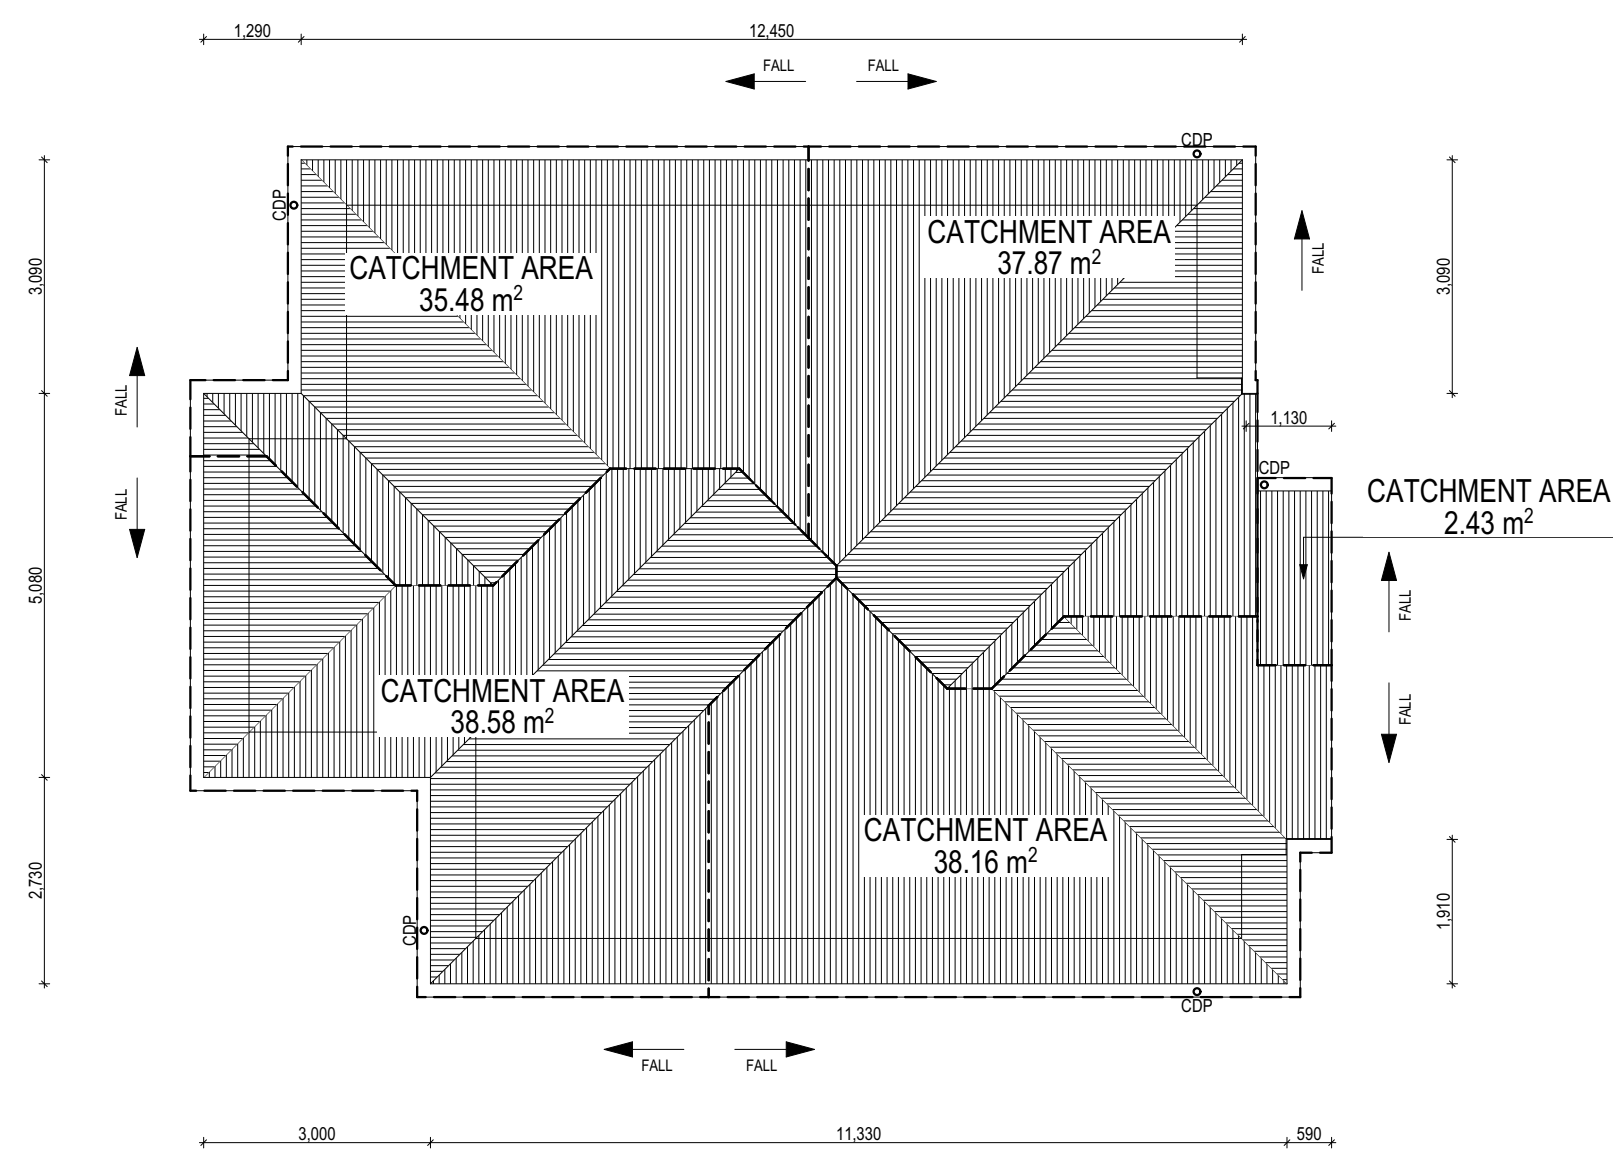 1,290
12,450
FALL
FALL
CDP
CDP
3,090
CATCHMENT AREA
35.48 m²
CATCHMENT AREA
37.87 m²
FALL
3,090
FALL
1,130
CDP
CATCHMENT AREA
2.43 m²
FALL
5,080
FALL
FALL
CATCHMENT AREA
38.58 m²
CATCHMENT AREA
38.16 m²
2,730
CDP
1,910
CDP
FALL
FALL
3,000
11,330
590